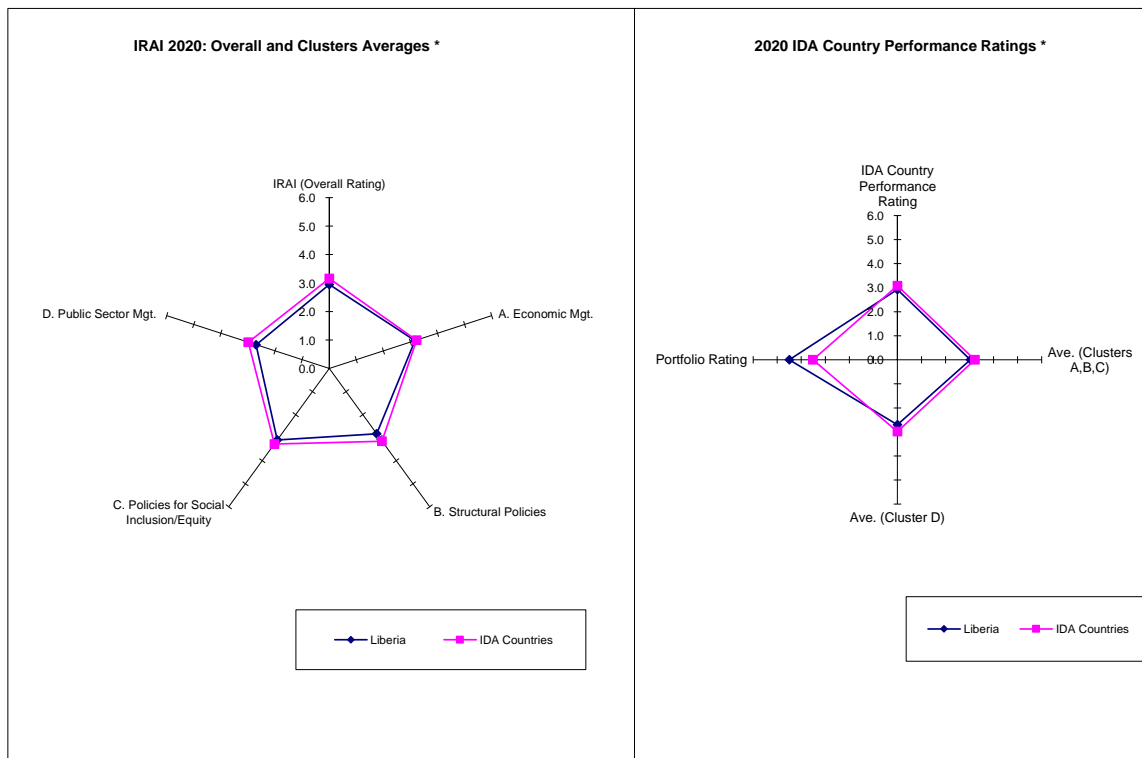 IRAI 2020: Overall and Clusters Averages *
IRAI (Overall Rating)
6.0
5.0
4.0
3.0
2.0
1.0
0.0
A. Economic Mgt.
B. Structural Policies
C. Policies for Social
Inclusion/Equity
D. Public Sector Mgt.
Liberia
IDA Countries
2020 IDA Country Performance Ratings *
IDA Country
Performance
Rating
6.0
5.0
4.0
3.0
2.0
1.0
0.0
Ave. (Clusters
A,B,C)
Ave. (Cluster D)
Portfolio Rating
Liberia
IDA Countries